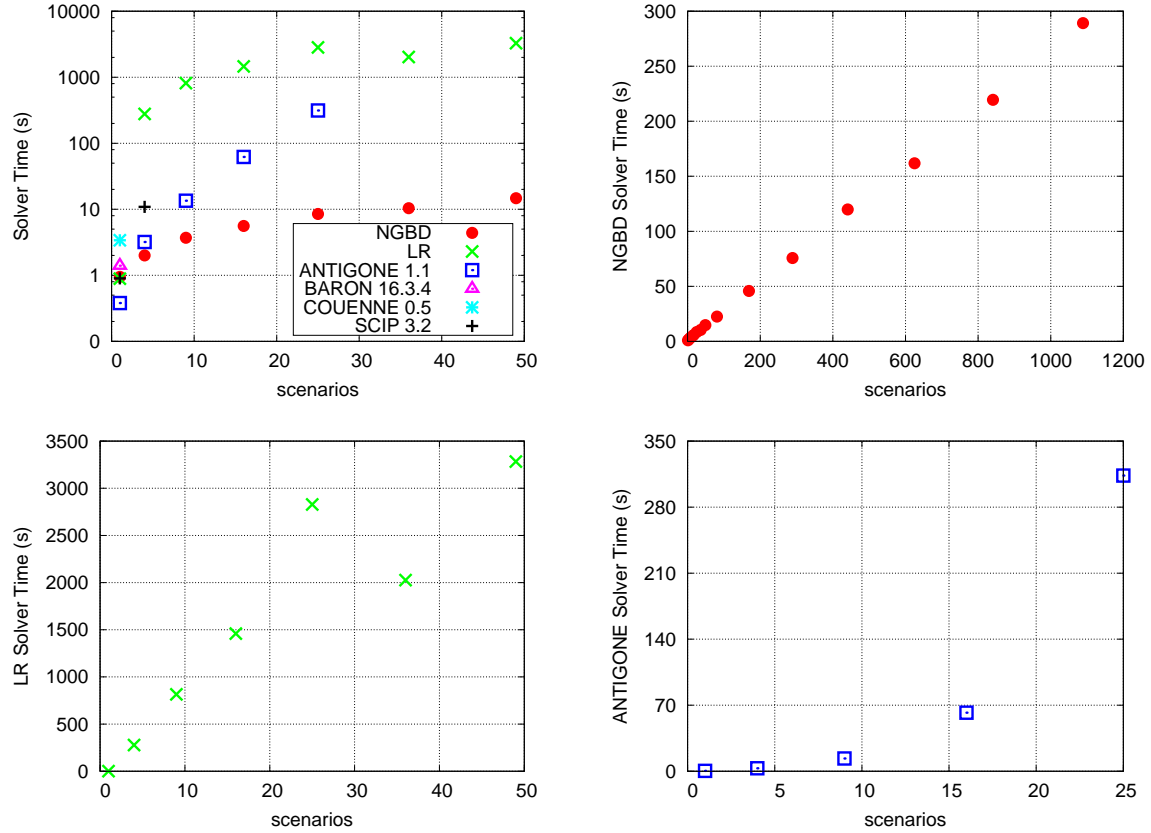 10000
1000
100
10
1
0
Solver Time (s)
0 10 20 30 40 50
scenarios
NGBD
LR
ANTIGONE 1.1
BARON 16.3.4
COUENNE 0.5
SCIP 3.2
300
250
200
150
100
50
0
NGBD Solver Time (s)
0 200 400 600 800 1000 1200
scenarios
3500
3000
2500
2000
1500
1000
500
0
LR Solver Time (s)
0 10 20 30 40 50
scenarios
350
280
210
140
70
0
ANTIGONE Solver Time (s)
0 5 10 15 20 25
scenarios